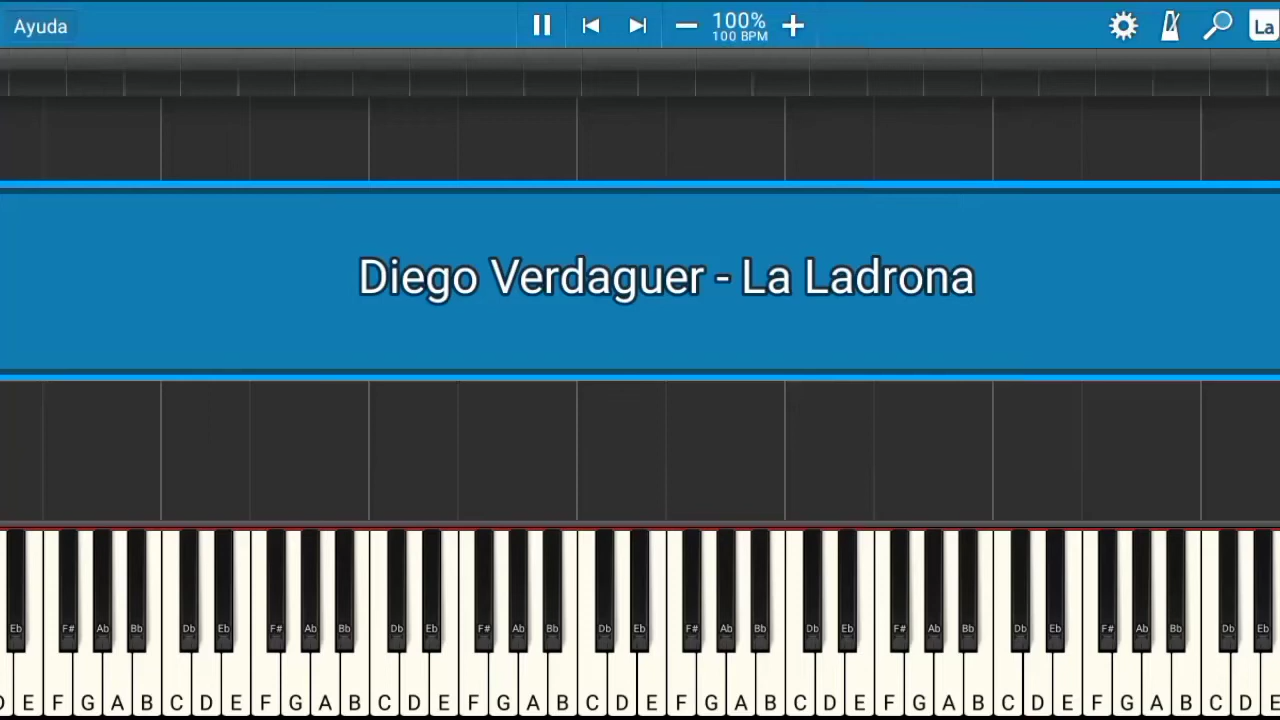 Ayuda
100%
100 BPM
La
Diego Verdaguer - La Ladrona
Eb F# Ab Bb Db Eb F# Ab Bb Db Eb F# Ab Bb Db Eb F# Ab Bb Db Eb F# Ab Bb Db Eb F# Ab Bb Db Eb
D E F G A B C D E F G A B C D E F G A B C D E F G A B C D E F G A B C D E F G A B C D E